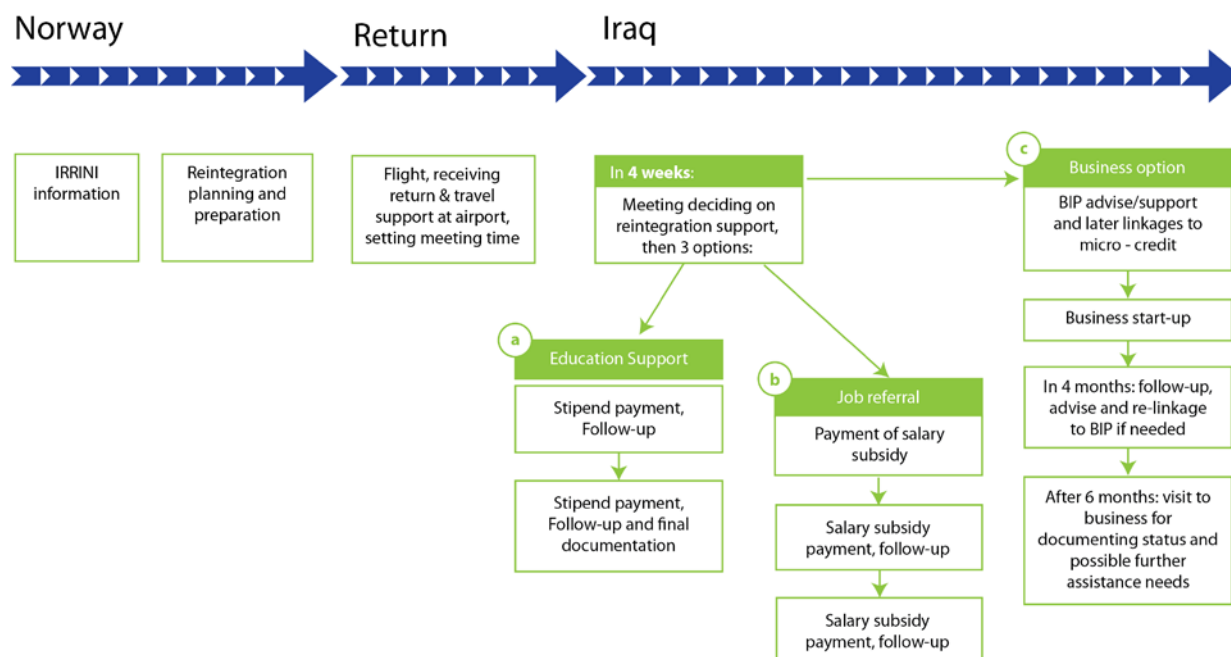 Norway
Return
Iraq
IRRINI
information
Reintegration
planning and
preparation
Flight, receiving
return & travel
support at airport,
setting meeting time
In 4 weeks:
Meeting deciding on
reintegration support,
then 3 options:
a
Education Support
Stipend payment,
Follow-up
Stipend payment,
Follow-up and final
documentation
b
Job referral
Payment of salary
subsidy
Salary subsidy
payment, follow-up
Salary subsidy
payment, follow-up
c
Business option
BIP advise/support
and later linkages to
micro - credit
Business start-up
In 4 months: follow-up,
advise and re-linkage
to BIP if needed
After 6 months: visit to
business for
documenting status and
possible further
assistance needs